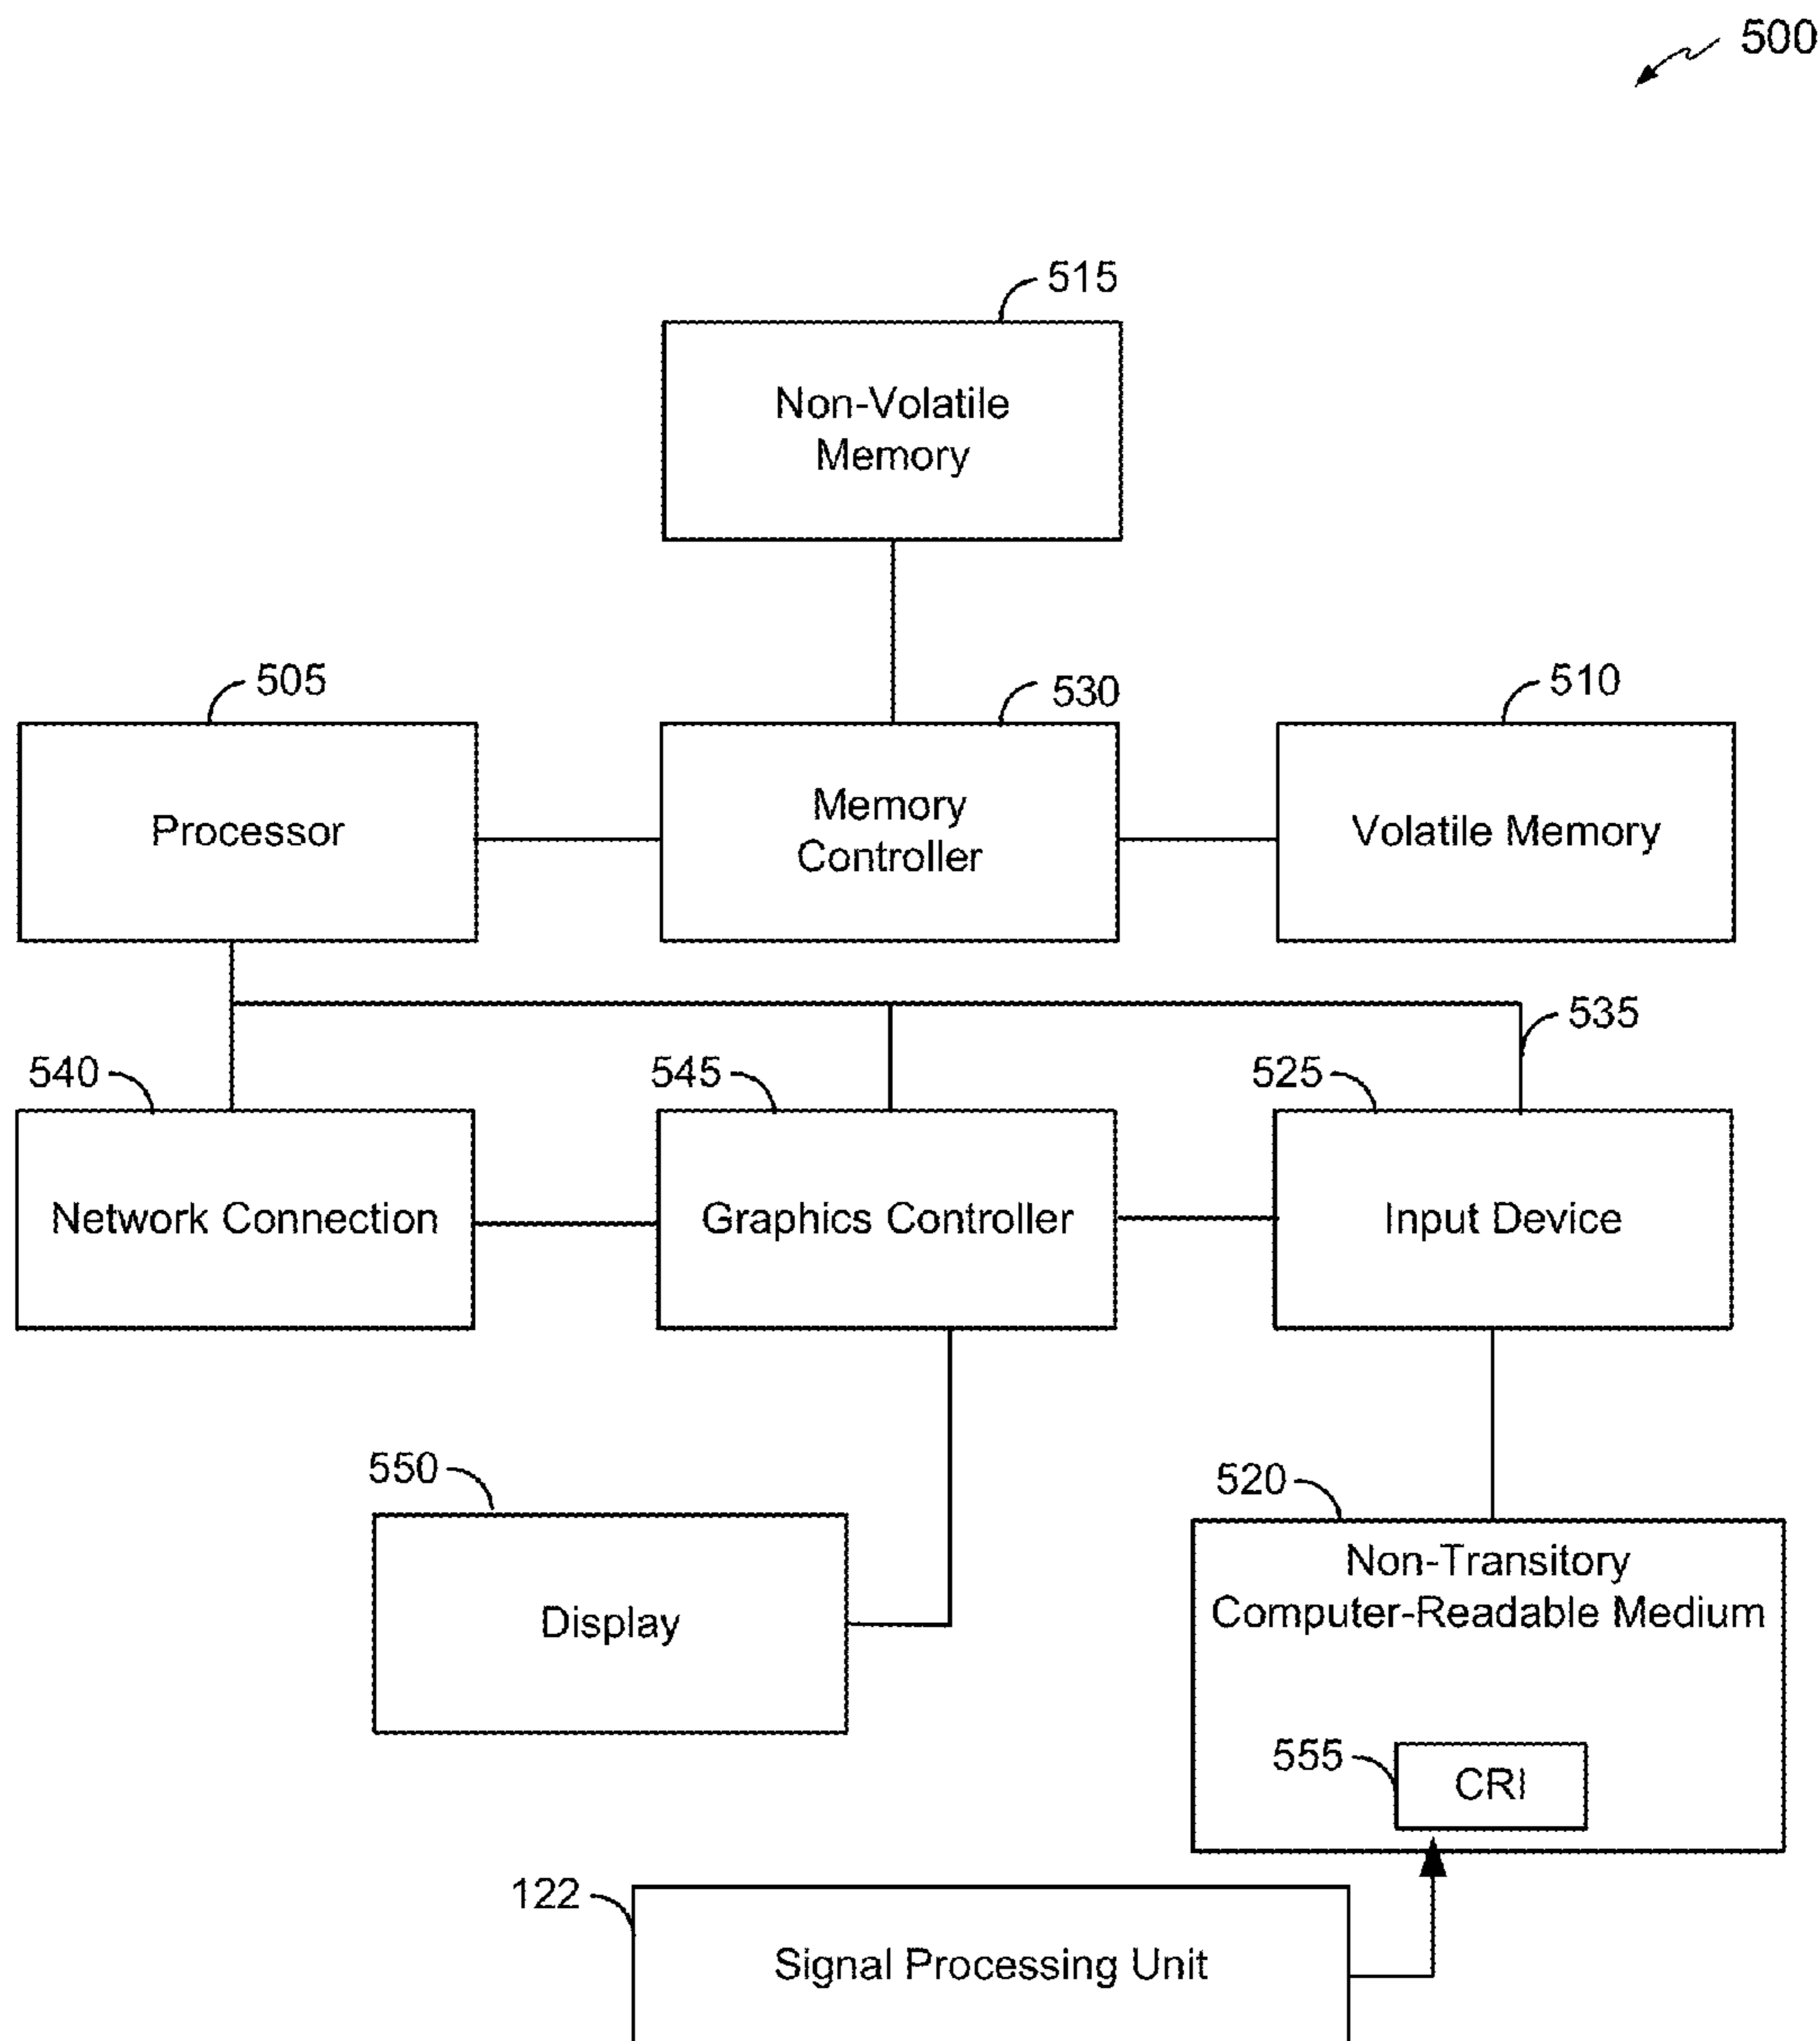 500
515
Non-Volatile
Memory
505
530
510
Processor
Memory
Controller
Volatile Memory
535
540
545
525
Network Connection
Graphics Controller
Input Device
550
520
Display
Non-Transitory
Computer-Readable Medium
555
CRI
122
Signal Processing Unit